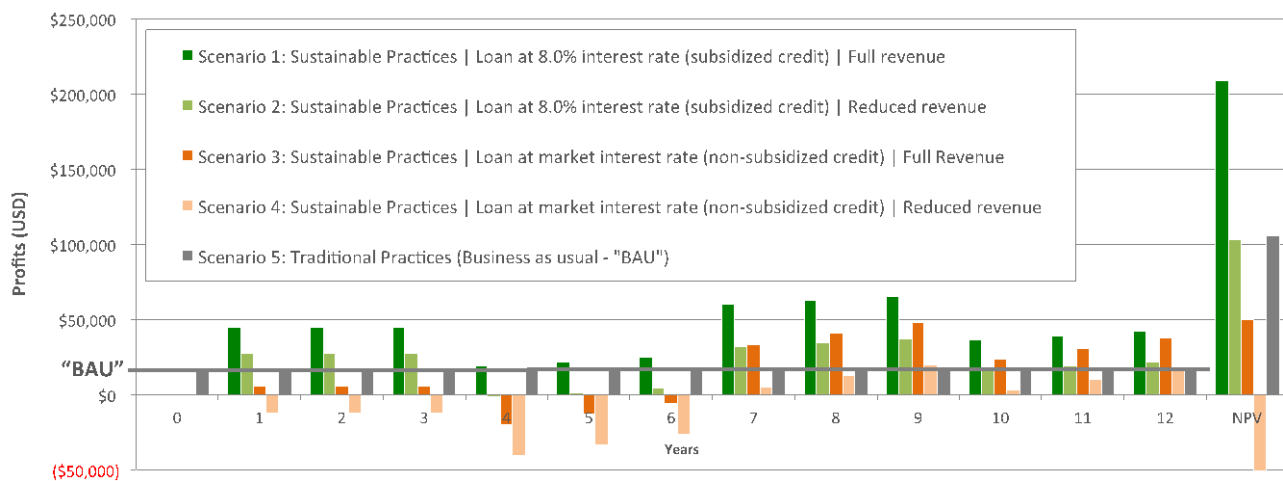 $250,000
Scenario 1: Sustainable Practices | Loan at 8.0% interest rate (subsidized credit) | Full revenue
$200,000
Scenario 2: Sustainable Practices | Loan at 8.0% interest rate (subsidized credit) | Reduced revenue
$150,000
Scenario 3: Sustainable Practices | Loan at market interest rate (non-subsidized credit) | Full Revenue
Profits (USD)
Scenario 4: Sustainable Practices | Loan at market interest rate (non-subsidized credit) | Reduced revenue
$100,000
Scenario 5: Traditional Practices (Business as usual - "BAU")
$50,000
“BAU”
$0
0 1 2 3 4 5 6 7 8 9 10 11 12 NPV
Years
($50,000)